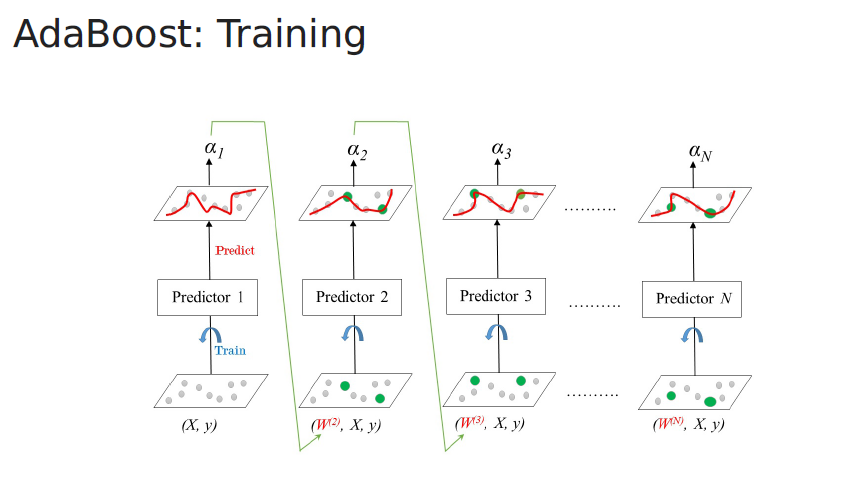 AdaBoost: Training
α1 α2 α3 αN
..........
Predict
Predictor 1 Predictor 2 Predictor 3 .......... Predictor N
Train
..........
(X, y) (W(2), X, y) (W(3), X, y) (W(N), X, y)